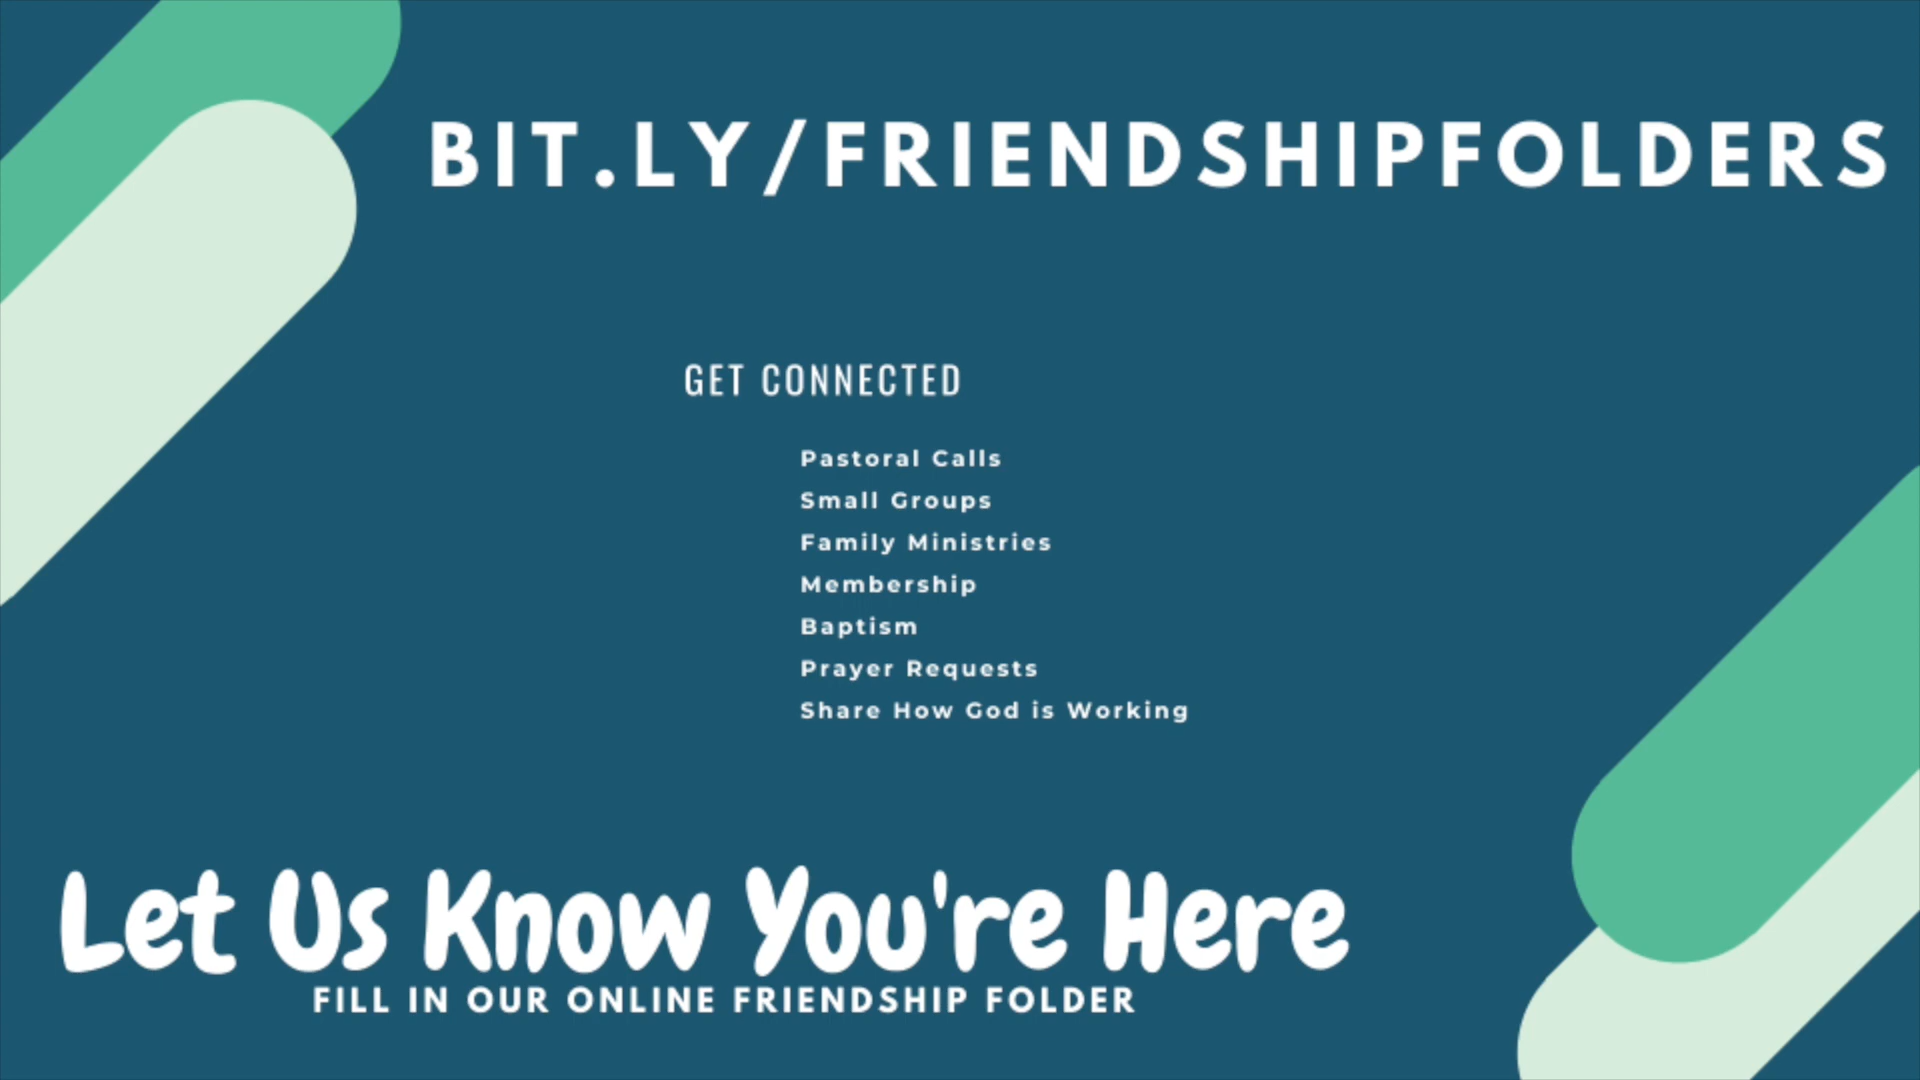 BIT.LY/FRIENDSHIPFOLDERS
GET CONNECTED
Pastoral Calls
Small Groups
Family Ministries
Membership
Baptism
Prayer Requests
Share How God is Working
Let Us Know You're Here
FILL IN OUR ONLINE FRIENDSHIP FOLDER